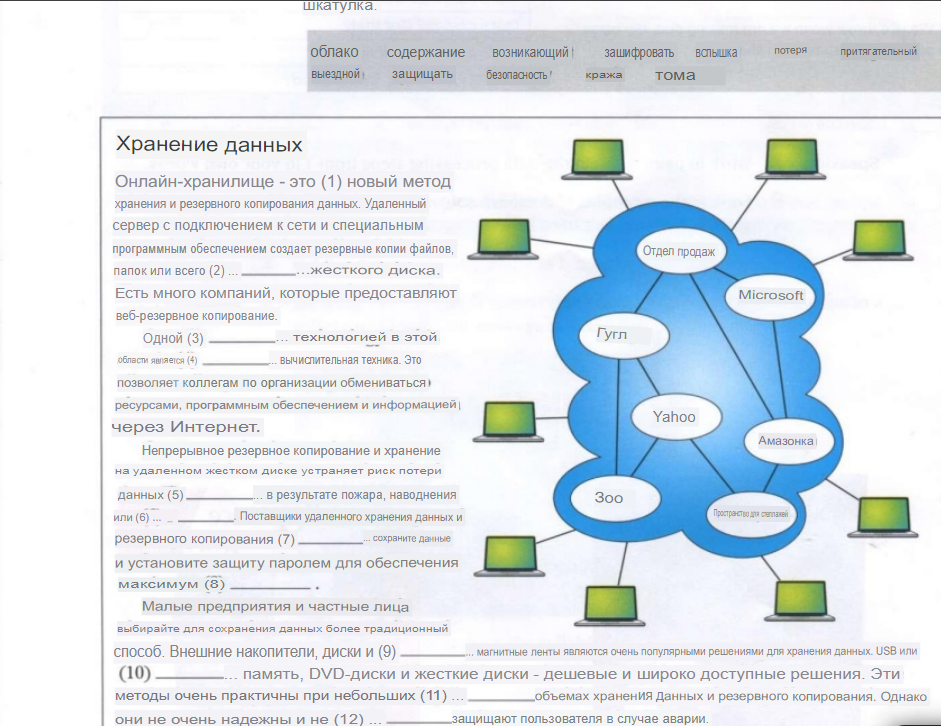 шкатулка.
облако содержание возникающий зашифровать вспышка потеря притягательный
выездной защищать безопасность кража тома
Хранение данных
Онлайн-хранилище - это (1) новый метод
хранения и резервного копирования данных. Удаленный
сервер с подключением к сети и специальным
программным обеспечением создает резервные копии файлов,
папок или всего (2) ... ________...жесткого диска.
Есть много компаний, которые предоставляют
веб-резервное копирование.
Одной (3) ________... технологией в этой
области является (4) ________... вычислительная техника. Это
позволяет коллегам по организации обмениваться
ресурсами, программным обеспечением и информацией
через Интернет.
Непрерывное резервное копирование и хранение
на удаленном жестком диске устраняет риск потери
данных (5) ________... в результате пожара, наводнения
или (6) ... ________. Поставщики удаленного хранения данных и
резервного копирования (7) ________... сохраните данные
и установите защиту паролем для обеспечения
максимум (8) ________ .
Малые предприятия и частные лица
выбирайте для сохранения данных более традиционный
способ. Внешние накопители, диски и (9) ________... магнитные ленты являются очень популярными решениями для хранения данных. USB или
(10) ________... память, DVD-диски и жесткие диски - дешевые и широко доступные решения. Эти
методы очень практичны при небольших (11) ... ________объемах хранения данных и резервного копирования. Однако
они не очень надежны и не (12) ... ________защищают пользователя в случае аварии.
Отдел продаж
Microsoft
Гугл
Yahoo
Амазонка
Зоо
Пространство для стеллажей